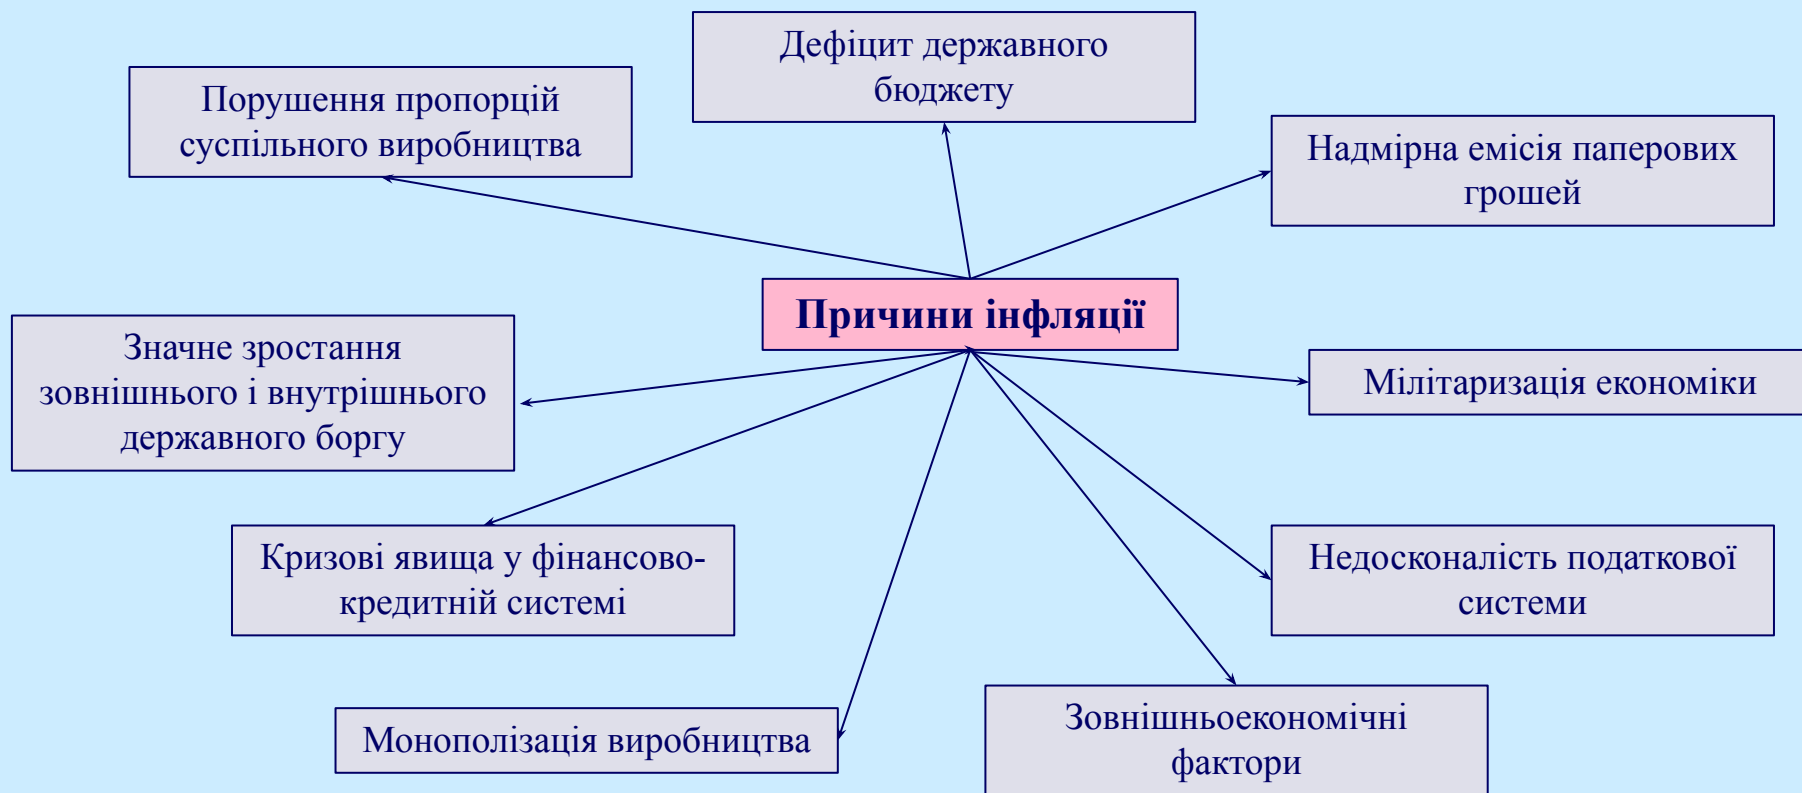 Дефіцит державного
бюджету
Порушення пропорцій
суспільного виробництва
Надмірна емісія паперових
грошей
Причини інфляції
Значне зростання
зовнішнього і внутрішнього
державного боргу
Мілітаризація економіки
Кризові явища у фінансово-
кредитній системі
Недосконалість податкової
системи
Монополізація виробництва
Зовнішньоекономічні
фактори